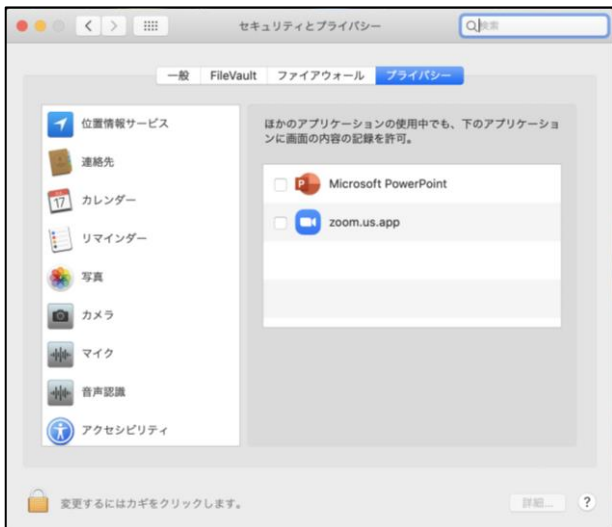 セキュリティとプライバシー
検索
一般
FileVault
ファイアウォール
プライバシー
位置情報サービス
連絡先
カレンダー
リマインダー
写真
カメラ
マイク
音声認識
アクセシビリティ
ほかのアプリケーションの使用中でも、下のアプリケーショ
ンに画面の内容の記録を許可。
Microsoft PowerPoint
zoom.us.app
変更するにはカギをクリックします。
詳細...
?